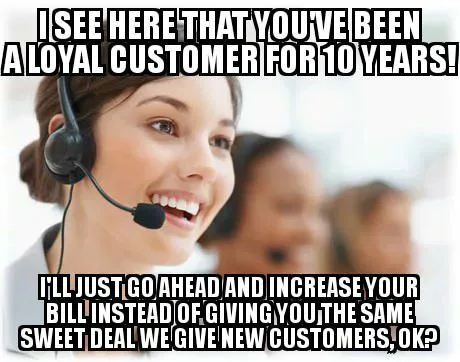 I SEE HERE THAT YOU'VE BEEN
A LOYAL CUSTOMER FOR 10 YEARS!
I'LL JUST GO AHEAD AND INCREASE YOUR
BILL INSTEAD OF GIVING YOU THE SAME
SWEET DEAL WE GIVE NEW CUSTOMERS, OK?